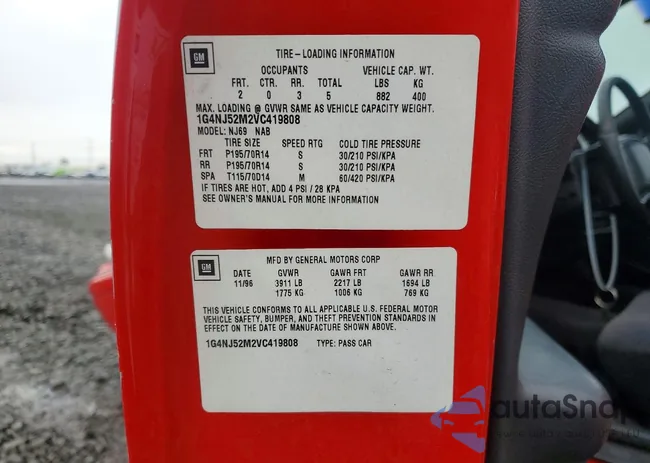 GM
TIRE-LOADING INFORMATION
OCCUPANTS VEHICLE CAP. WT.
FRT. CTR. RR. TOTAL LBS KG
2 0 3 5 882 400
MAX. LOADING @ GVWR SAME AS VEHICLE CAPACITY WEIGHT.
1G4NJ52M2VC419808
MODEL: NJ69 NAB
TIRE SIZE SPEED RTG COLD TIRE PRESSURE
FRT P195/70R14 S 30/210 PSI/KPA
RR P195/70R14 S 30/210 PSI/KPA
SPA T115/70D14 M 60/420 PSI/KPA
IF TIRES ARE HOT, ADD 4 PSI / 28 KPA
SEE OWNER'S MANUAL FOR MORE INFORMATION
GM
MFD BY GENERAL MOTORS CORP
DATE GVWR GAWR FRT GAWR RR
11/96 3911 LB 2217 LB 1694 LB
1775 KG 1006 KG 769 KG
THIS VEHICLE CONFORMS TO ALL APPLICABLE U.S. FEDERAL MOTOR
VEHICLE SAFETY, BUMPER, AND THEFT PREVENTION STANDARDS IN
EFFECT ON THE DATE OF MANUFACTURE SHOWN ABOVE.
1G4NJ52M2VC419808 TYPE: PASS CAR
autaSnap